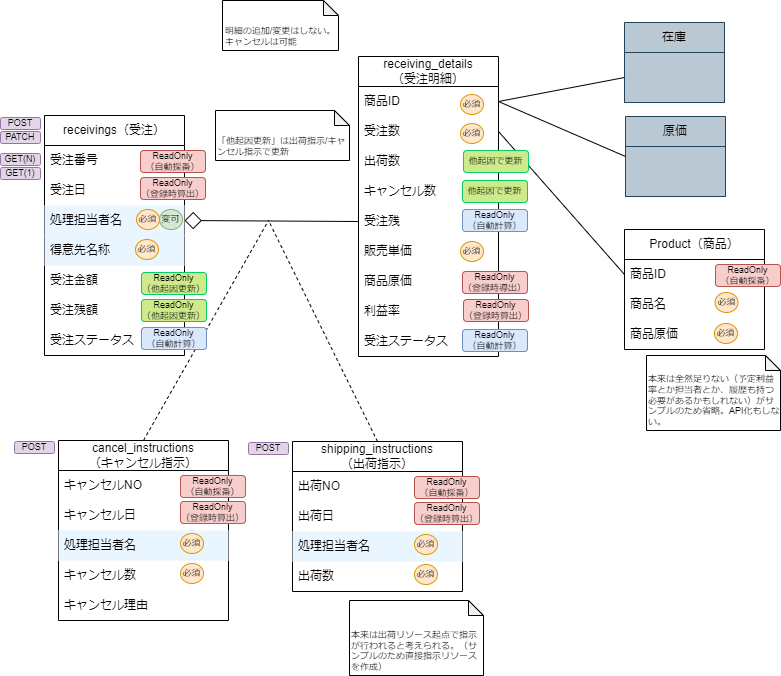 明細の追加/変更はしない。
キャンセルは可能
receiving_details
（受注明細）
商品ID
必須
受注数
必須
出荷数
他起因で更新
キャンセル数
他起因で更新
受注残
ReadOnly
（自動計算）
販売単価
必須
商品原価
ReadOnly
（登録時導出）
利益率
ReadOnly
（登録時算出）
受注ステータス
ReadOnly
（自動計算）
在庫
原価
「他起因更新」は出荷指示/キャ
ンセル指示で更新
POST
PATCH
GET(N)
GET(1)
receivings（受注）
受注番号
ReadOnly
（自動採番）
受注日
ReadOnly
（登録時算出）
処理担当者名
必須
変可
得意先名称
必須
受注金額
ReadOnly
（他起因更新）
受注残額
ReadOnly
（他起因更新）
受注ステータス
ReadOnly
（自動計算）
Product（商品）
商品ID
ReadOnly
（自動採番）
商品名
必須
商品原価
必須
本来は全然足りない（予定利益
率とか担当者とか、履歴も持つ
必要があるかもしれない）がサ
ンプルのため省略。API化もしな
い。
POST
cancel_instructions
（キャンセル指示）
キャンセルNO
ReadOnly
（自動採番）
キャンセル日
ReadOnly
（登録時算出）
処理担当者名
必須
キャンセル数
必須
キャンセル理由
POST
shipping_instructions
（出荷指示）
出荷NO
ReadOnly
（自動採番）
出荷日
ReadOnly
（登録時算出）
処理担当者名
必須
出荷数
必須
本来は出荷リソース起点で指示
が行われると考えられる。（サ
ンプルのため直接指示リソース
を作成）